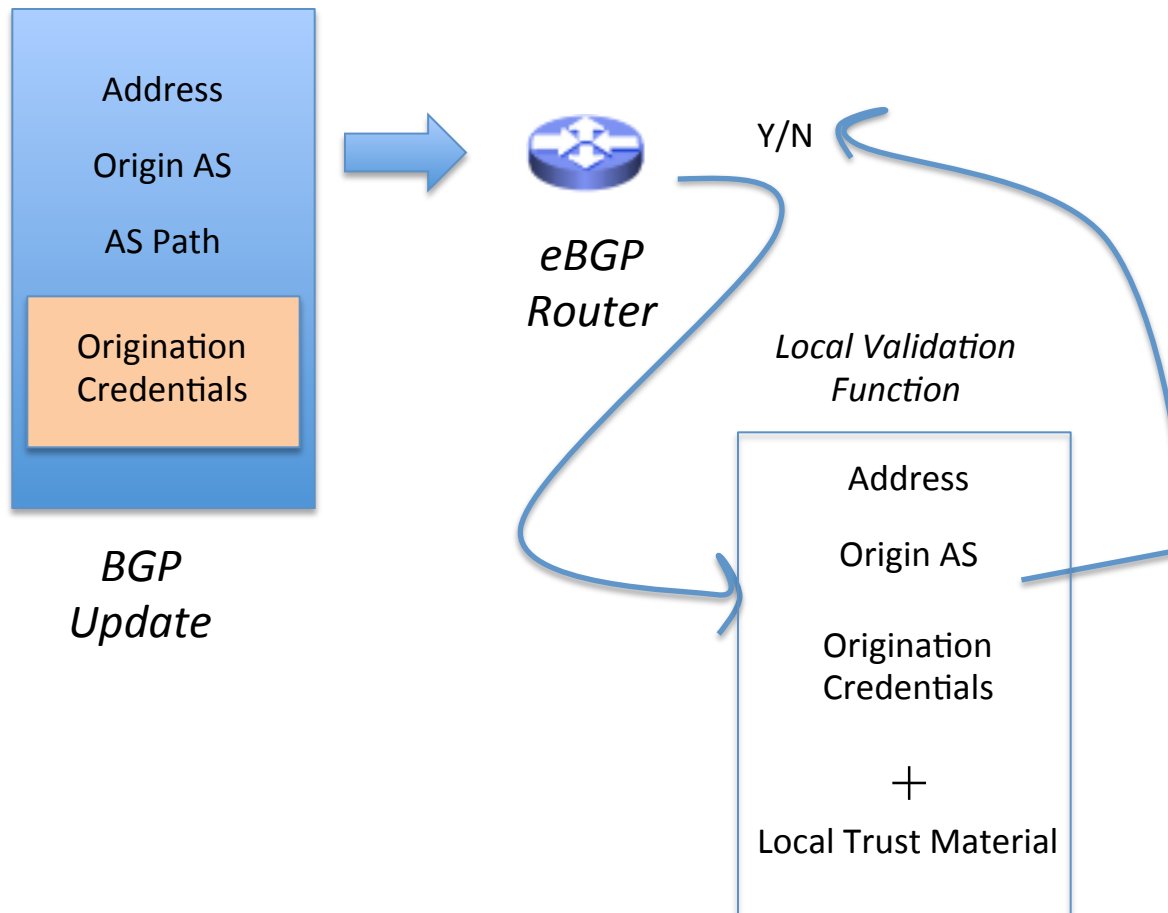 Address
Origin AS
AS Path
Origination
Credentials
BGP
Update
eBGP
Router
Y/N
Local Validation
Function
Address
Origin AS
Origination
Credentials
+
Local Trust Material